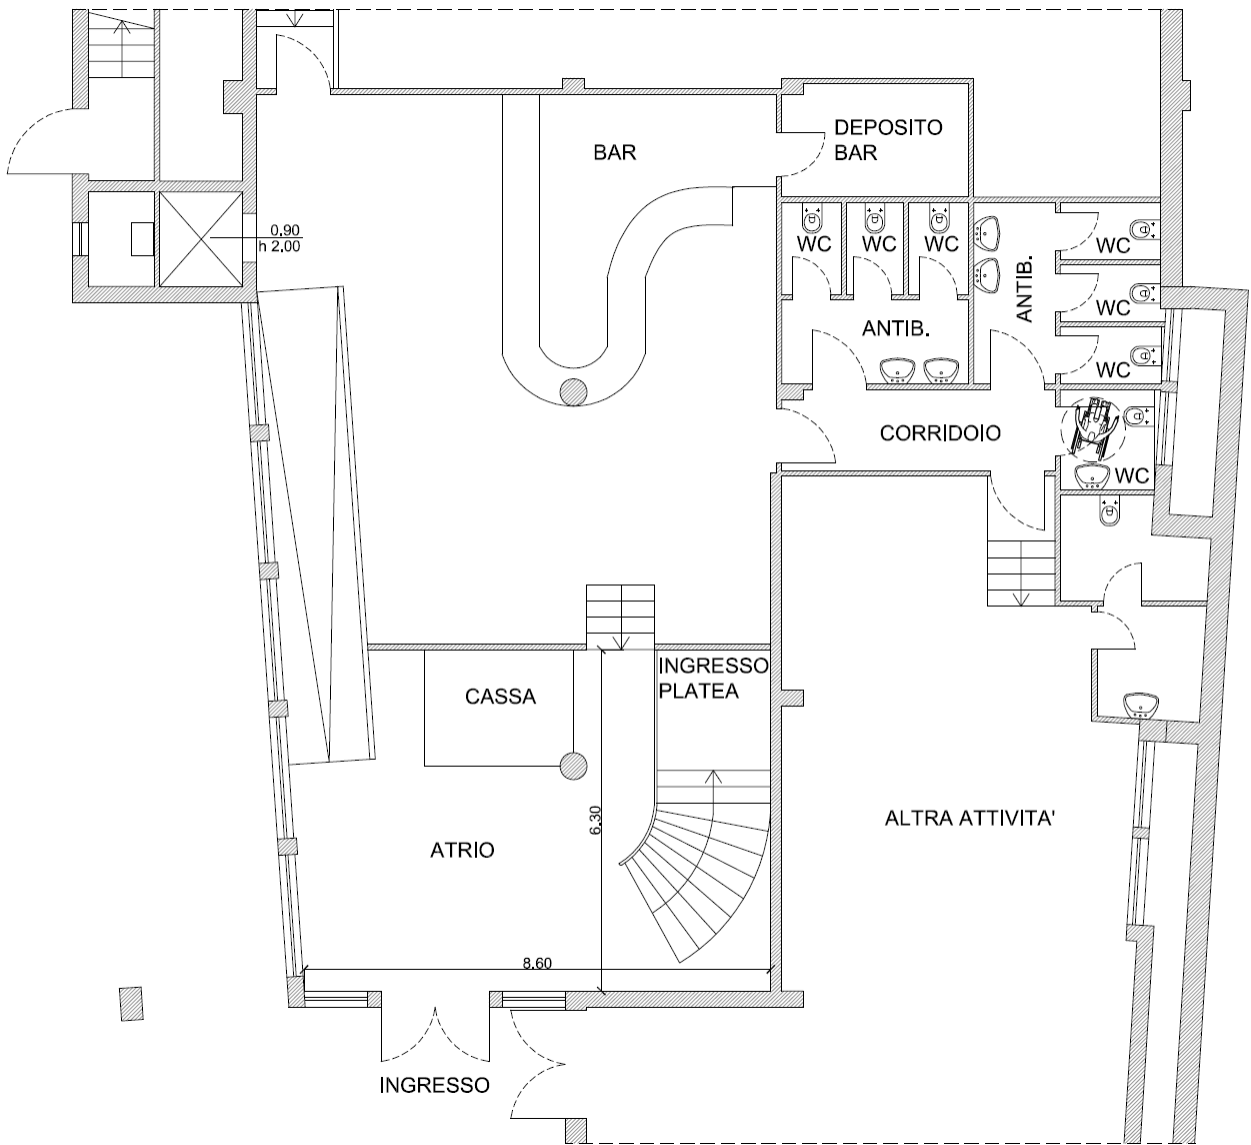 DEPOSITO
BAR
BAR
0.90
h 2.00
WC
WC
WC
WC
ANTIB.
ANTIB.
WC
WC
CORRIDOIO
WC
INGRESSO
PLATEA
CASSA
6.30
ALTRA ATTIVITA'
ATRIO
8.60
INGRESSO